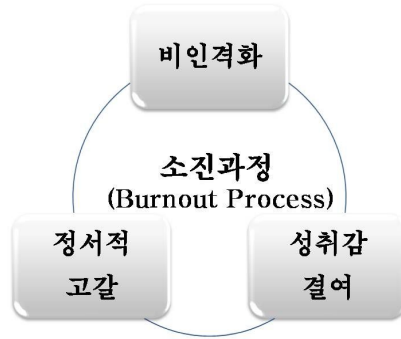 비인격화
소진과정
(Burnout Process)
정서적
고갈
성취감
결여